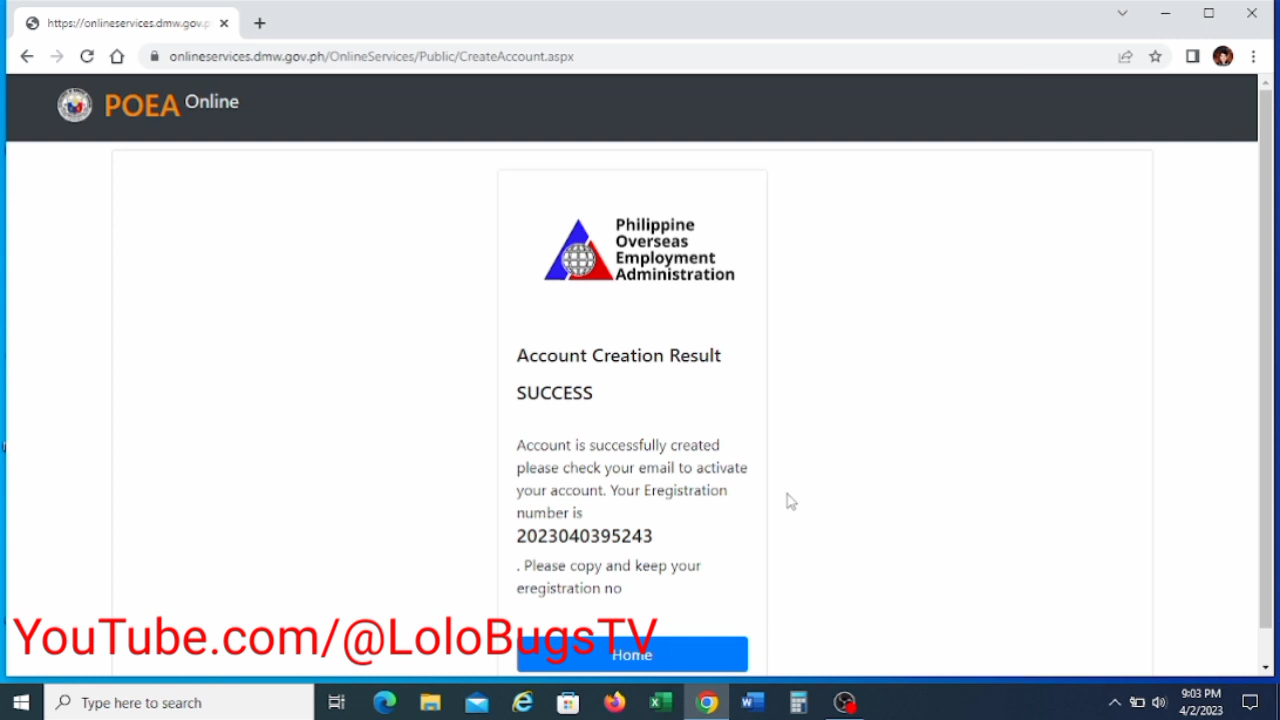 https://onlineservices.dmw.gov.p
onlineservices.dmw.gov.ph/OnlineServices/Public/CreateAccount.aspx
POEA Online
Philippine
Overseas
Employment
Administration
Account Creation Result
SUCCESS
Account is successfully created
please check your email to activate
your account. Your Eregistration
number is
2023040395243
. Please copy and keep your
eregistration no
YouTube.com/@LoloBugsTV
Home
Type here to search
9:03 PM
4/2/2023